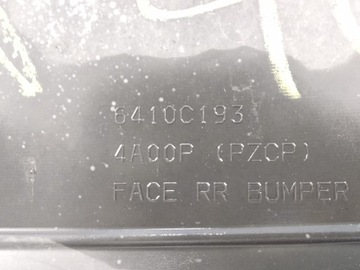 6410C193
4A00P (PZCP)
FACE RR BUMPER